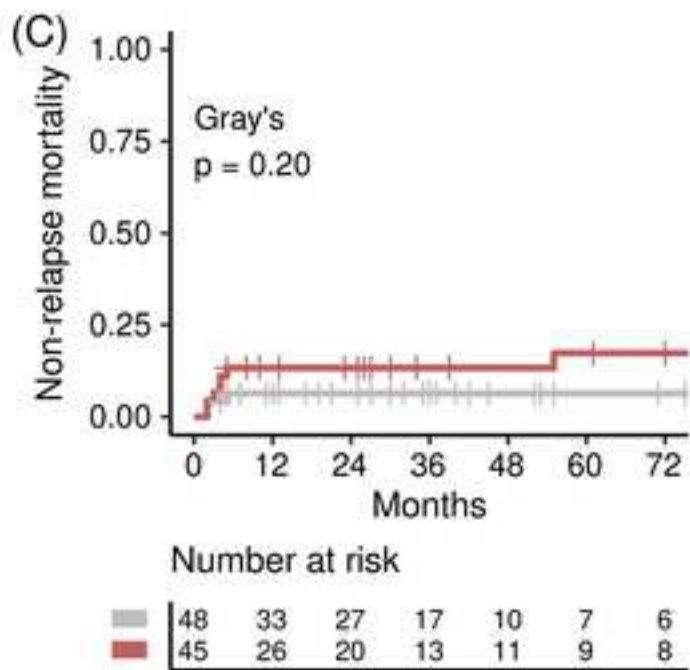 (C)
Non-relapse mortality
1.00
0.75
0.50
0.25
0.00
Gray's
p = 0.20
0 12 24 36 48 60 72
Months
Number at risk
48 33 27 17 10 7 6
45 26 20 13 11 9 8